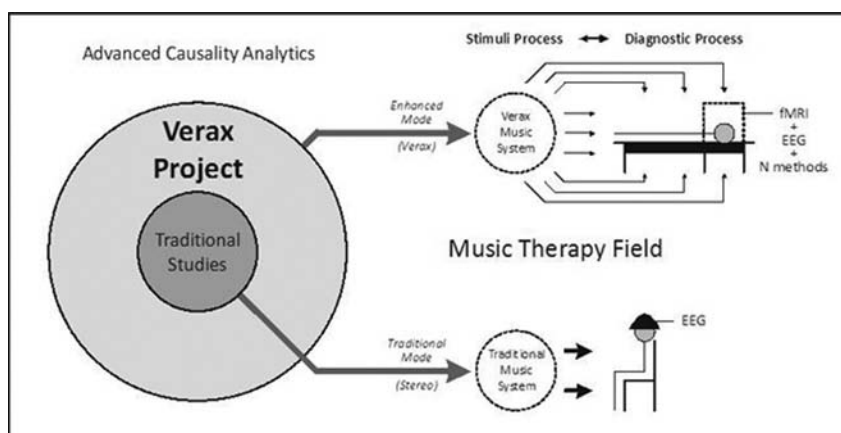 Advanced Causality Analytics
Verax
Project
Traditional
Studies
Enhanced
Mode
(Verax)
Stimuli Process
Diagnostic Process
Verax
Music
System
fMRI
+
EEG
+
N methods
Music Therapy Field
Traditional
Mode
(Stereo)
Traditional
Music
System
EEG